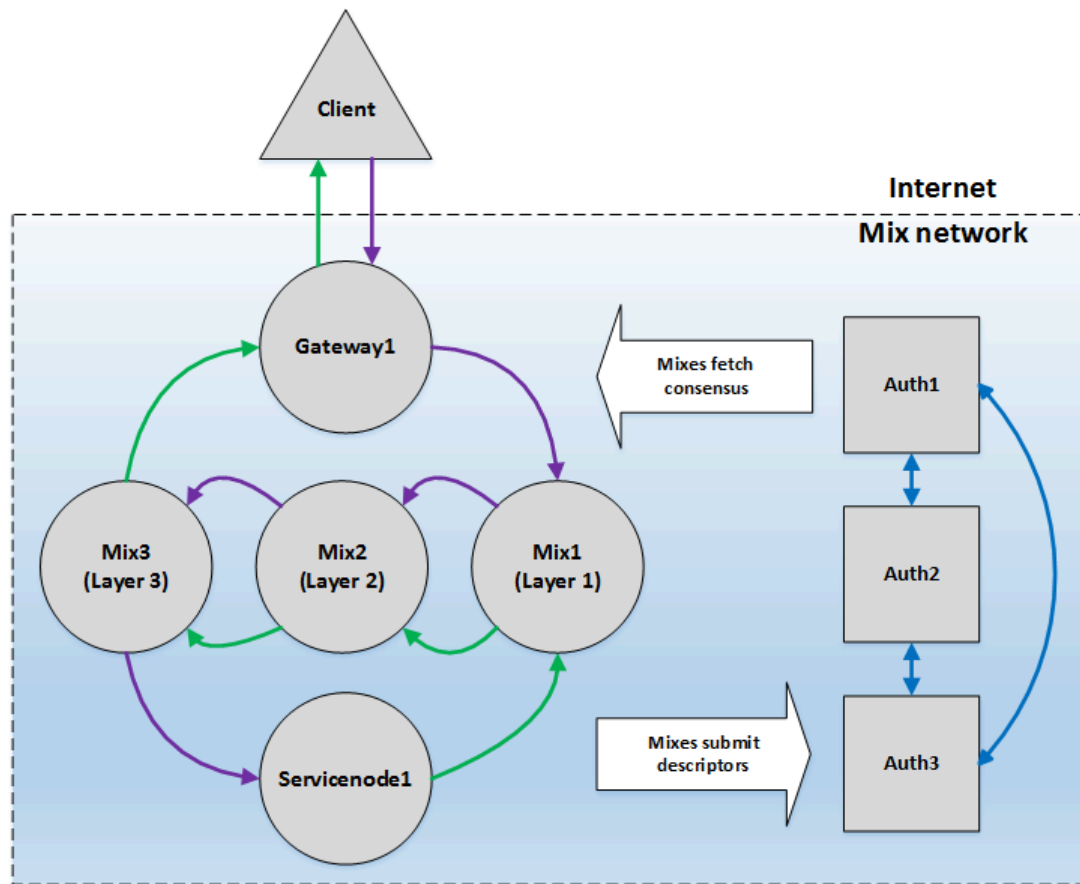 Client
Internet
Mix network
Gateway1
Mixes fetch
consensus
Auth1
Mix3
(Layer 3)
Mix2
(Layer 2)
Mix1
(Layer 1)
Auth2
Servicenode1
Mixes submit
descriptors
Auth3